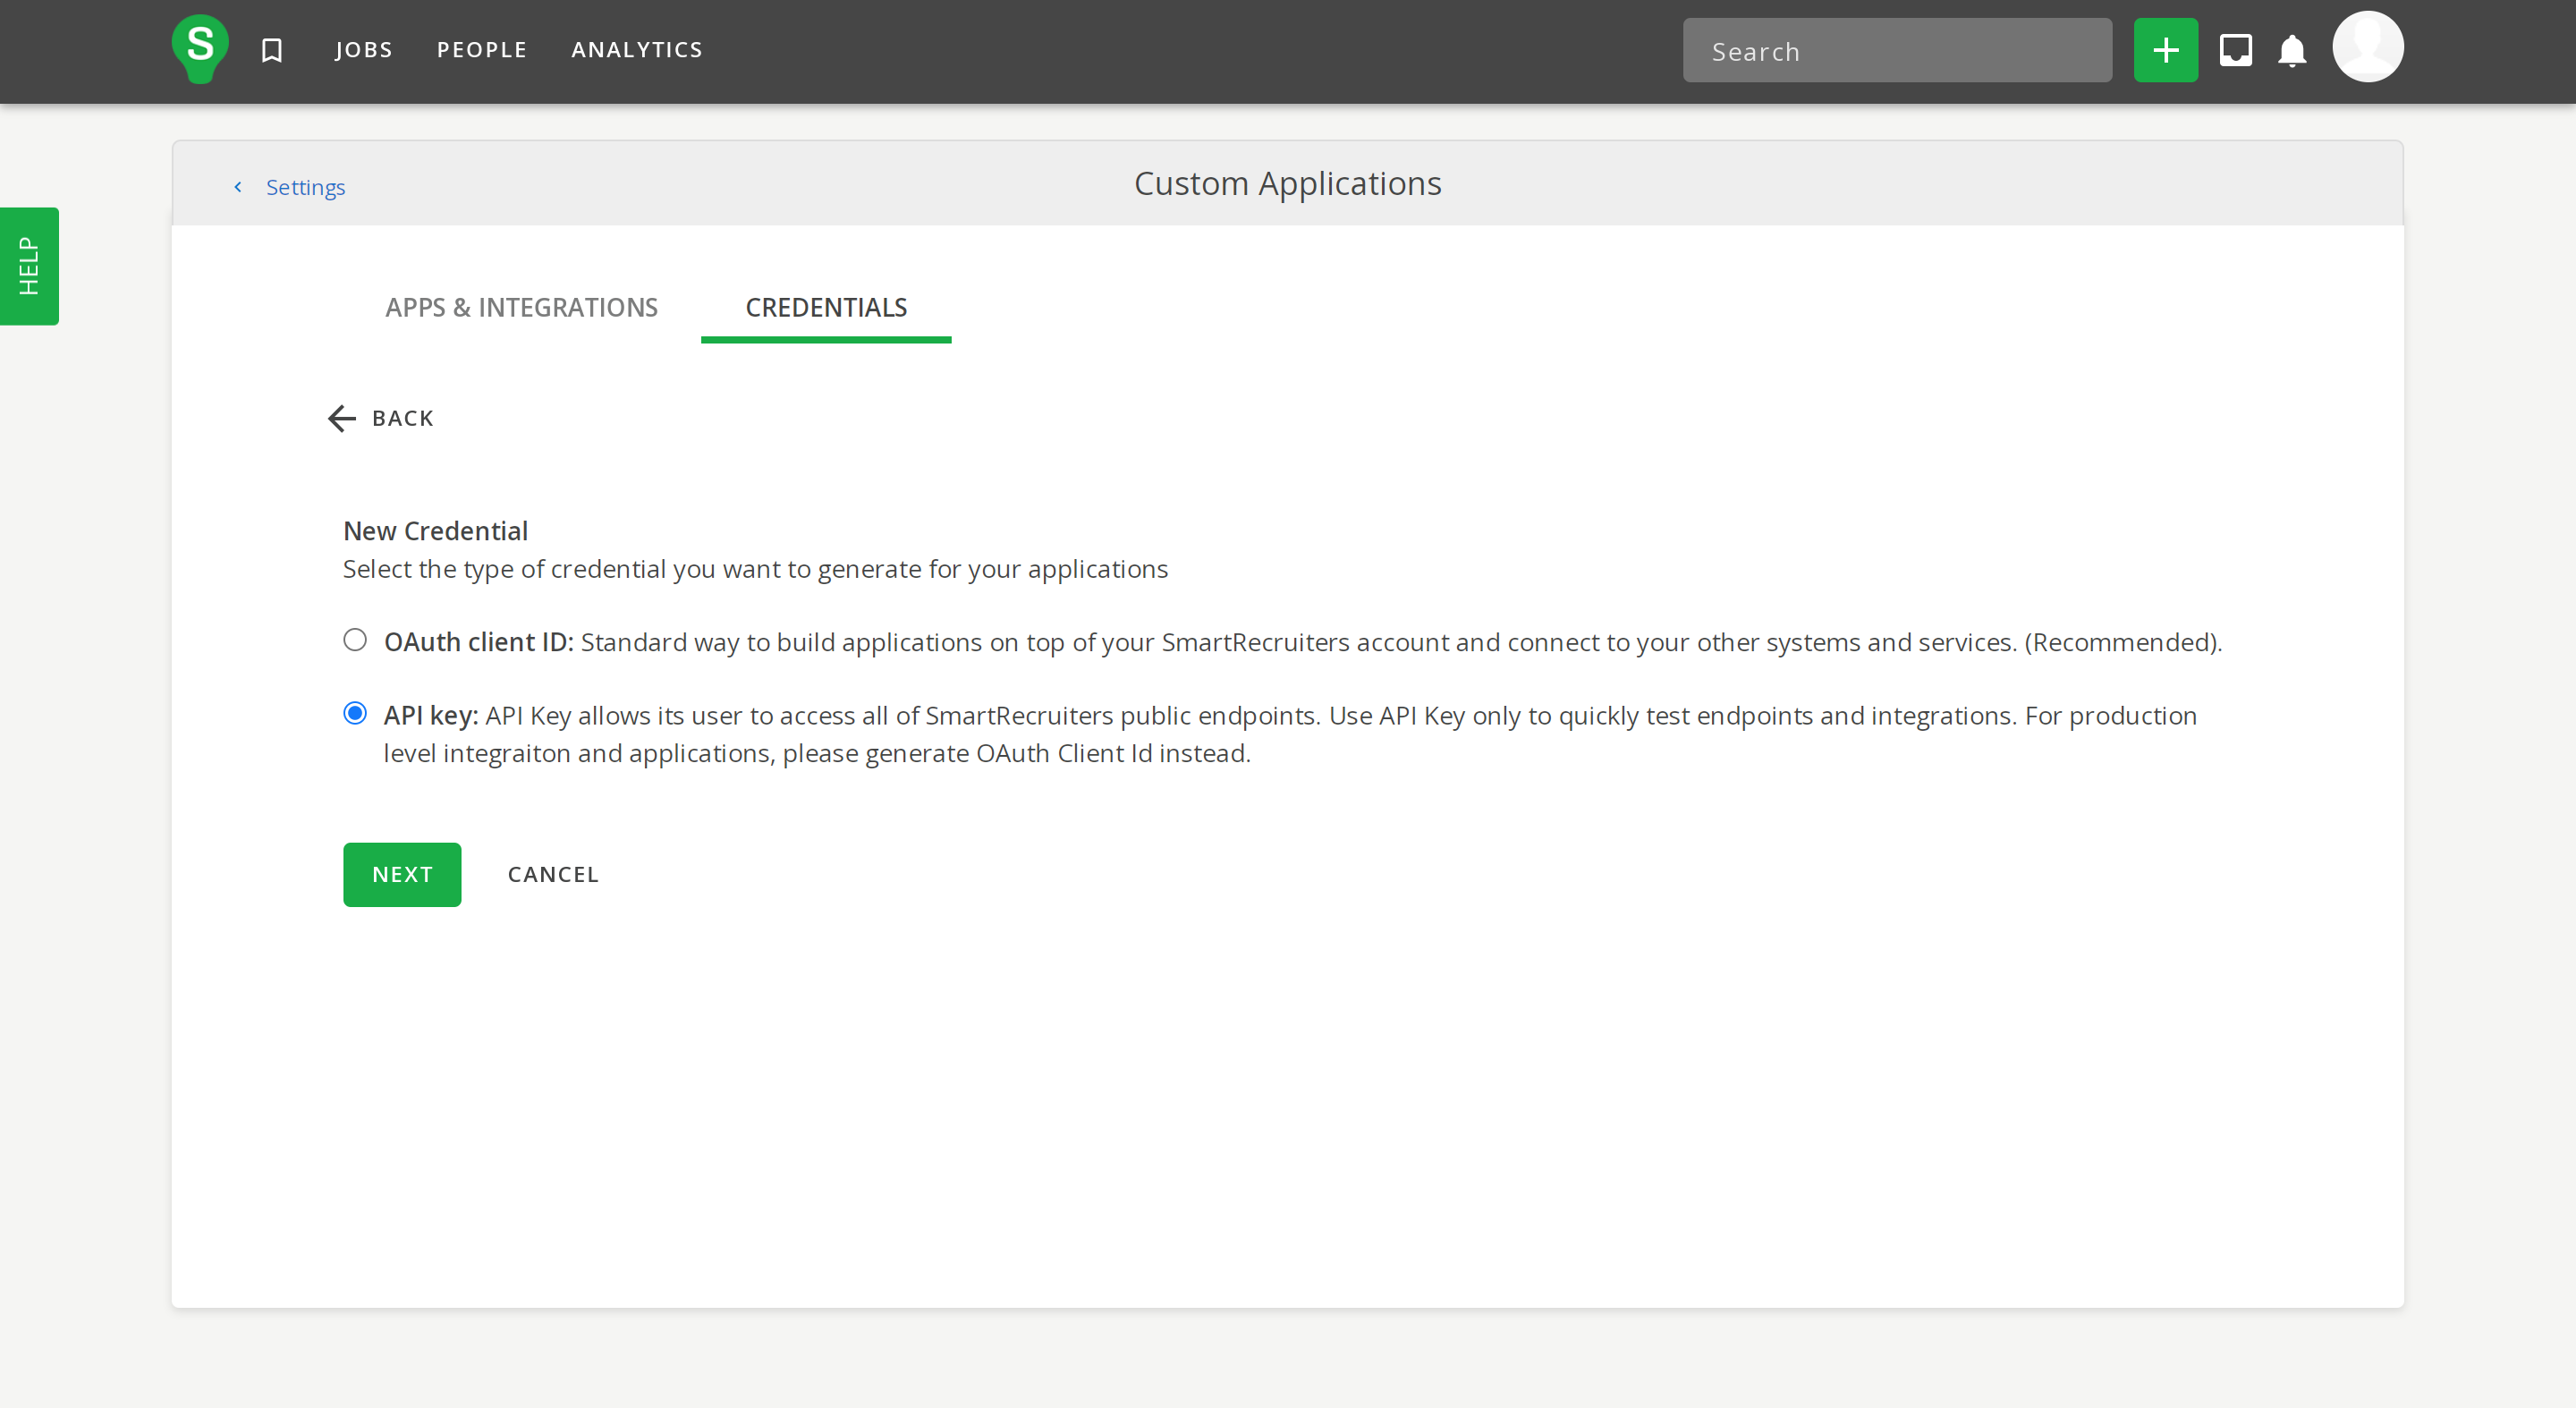 S
JOBS PEOPLE ANALYTICS Search
Settings Custom Applications
HELP
APPS & INTEGRATIONS CREDENTIALS
BACK
New Credential
Select the type of credential you want to generate for your applications
OAuth client ID: Standard way to build applications on top of your SmartRecruiters account and connect to your other systems and services. (Recommended).
API key: API Key allows its user to access all of SmartRecruiters public endpoints. Use API Key only to quickly test endpoints and integrations. For production
level integraiton and applications, please generate OAuth Client Id instead.
NEXT CANCEL